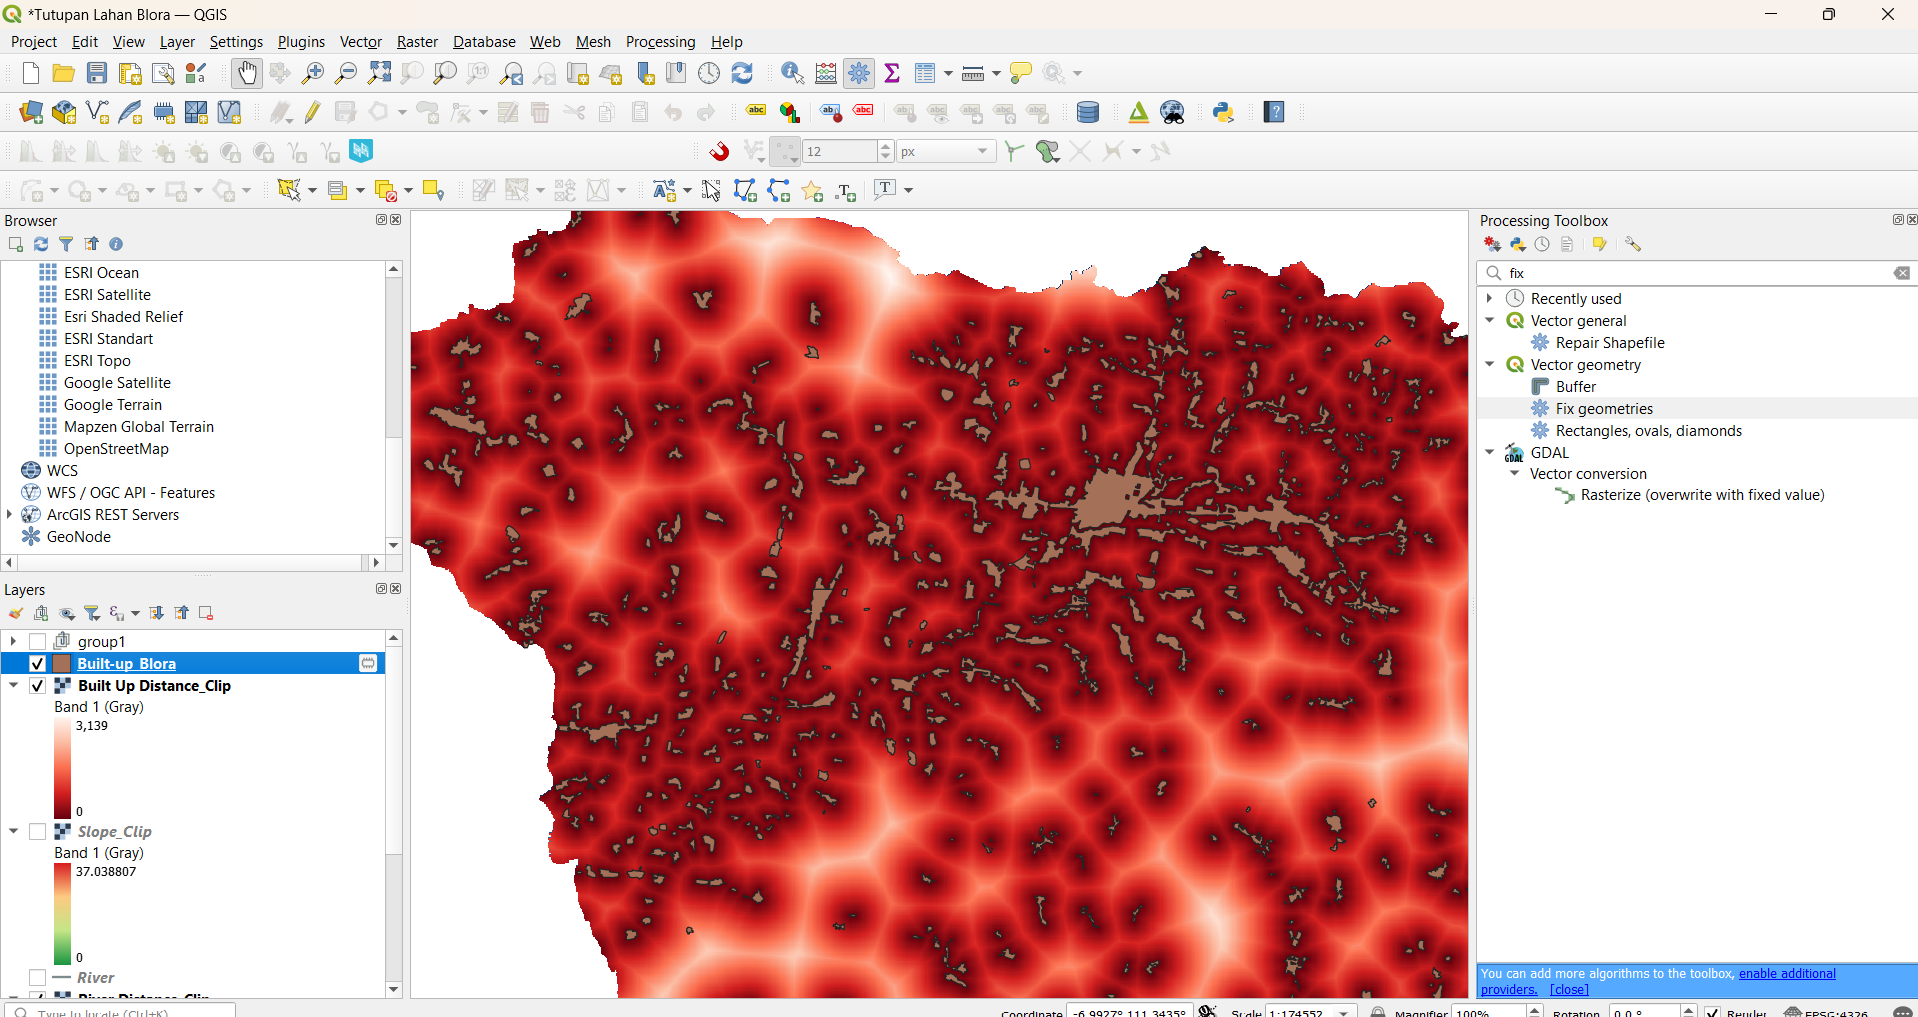 *Tutupan Lahan Blora — QGIS
Project Edit View Layer Settings Plugins Vector Raster Database Web Mesh Processing Help
1:1
abc abc abc
12 px
T T
Browser
ESRI Ocean
ESRI Satellite
Esri Shaded Relief
ESRI Standart
ESRI Topo
Google Satellite
Google Terrain
Mapzen Global Terrain
OpenStreetMap
WCS
WFS / OGC API - Features
ArcGIS REST Servers
GeoNode
Layers
group1
Built-up_Blora
Built Up Distance_Clip
Band 1 (Gray)
3,139
0
Slope_Clip
Band 1 (Gray)
37.038807
0
River
River Distance_Clip
Processing Toolbox
fix
Recently used
Vector general
Repair Shapefile
Vector geometry
Buffer
Fix geometries
Rectangles, ovals, diamonds
GDAL
GDAL
Vector conversion
Rasterize (overwrite with fixed value)
You can add more algorithms to the toolbox, enable additional
providers. [close]
Type to locate (Ctrl+K) Coordinate -6.9927° 111.3435° Scale 1:174552 Magnifier 100% Rotation 0.0 ° Render EPSG:4326